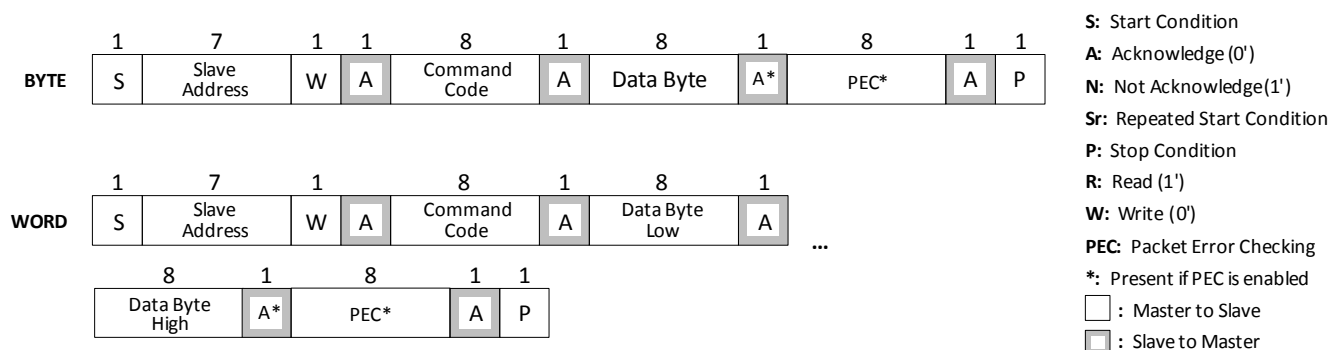 1 7 1 1 8 1 8 1 8 1 1
BYTE S Slave Address W A Command Code A Data Byte A* PEC* A P
1 7 1 8 1 8 1
WORD S Slave Address W A Command Code A Data Byte Low A ...
8 1 8 1 1
Data Byte High A* PEC* A P
S: Start Condition
A: Acknowledge (0')
N: Not Acknowledge(1')
Sr: Repeated Start Condition
P: Stop Condition
R: Read (1')
W: Write (0')
PEC: Packet Error Checking
*: Present if PEC is enabled
: Master to Slave
: Slave to Master